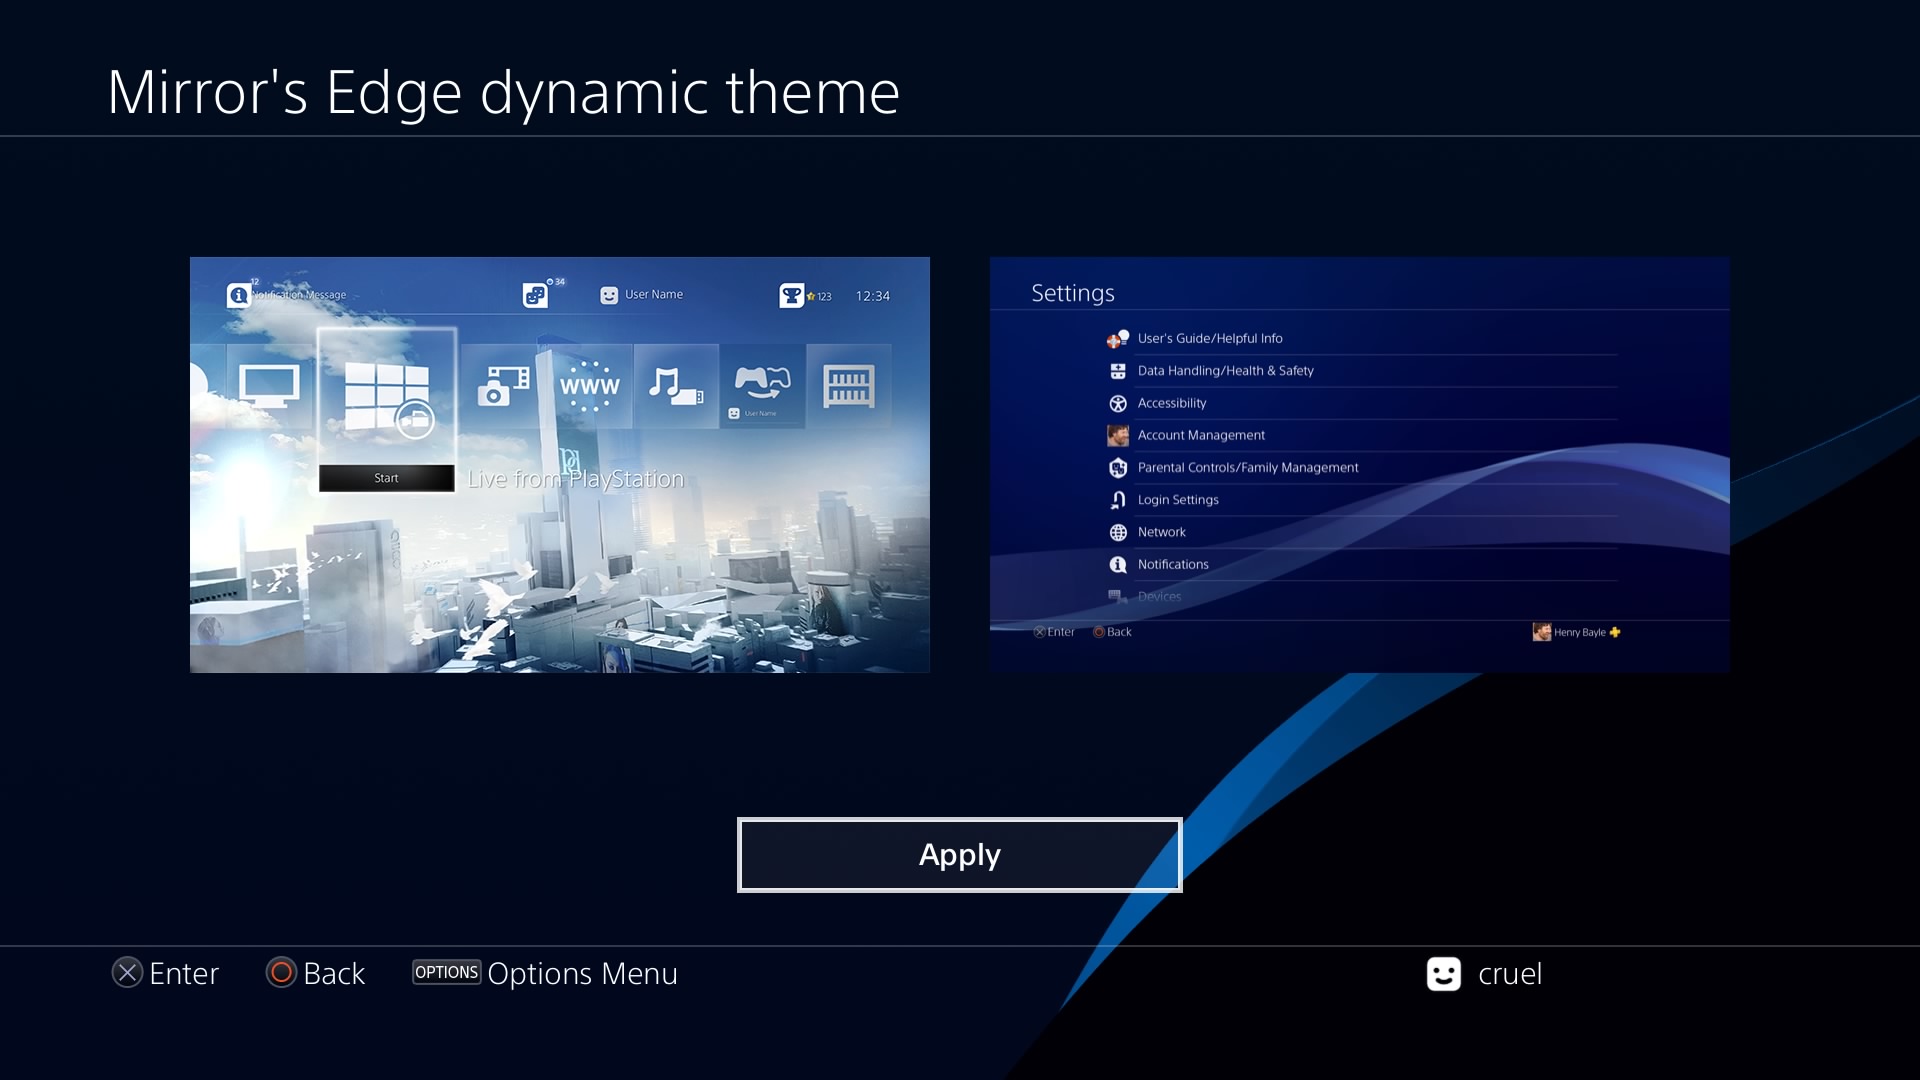 Mirror's Edge dynamic theme
12
Notification Message
34
User Name
123
12:34
www
User Name
Start
Live from PlayStation
Settings
User's Guide/Helpful Info
Data Handling/Health & Safety
Accessibility
Account Management
Parental Controls/Family Management
Login Settings
Network
Notifications
Devices
Enter
Back
Henry Bayle
Apply
Enter
Back
OPTIONS Options Menu
cruel